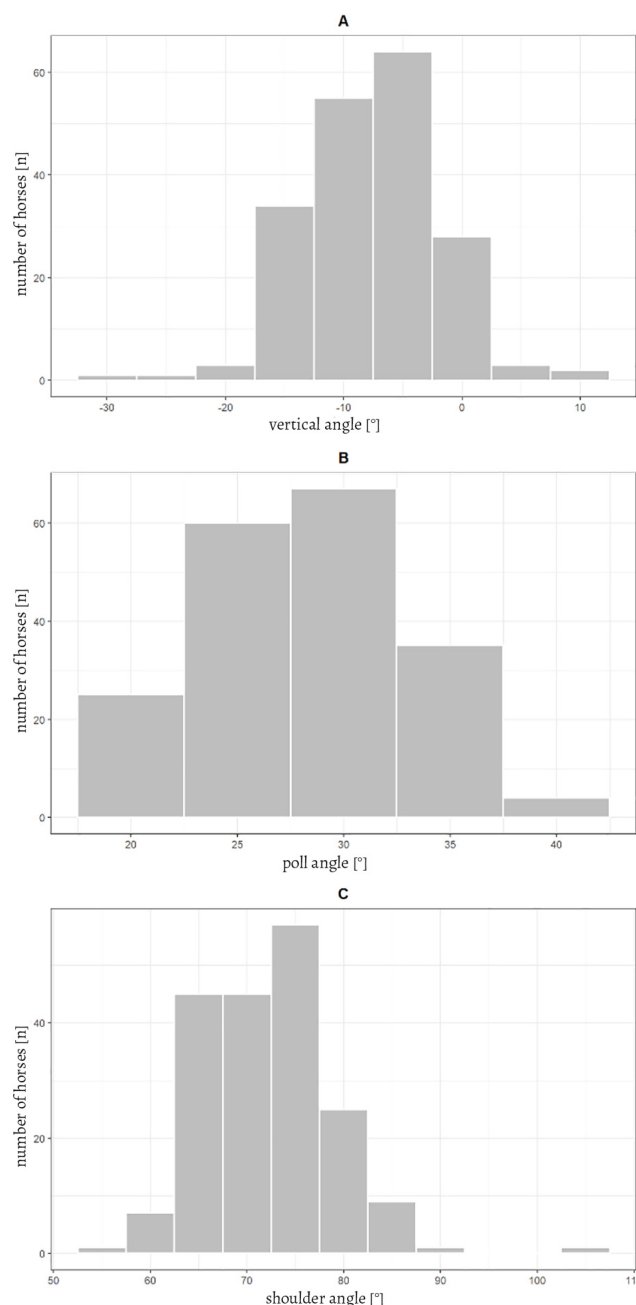 A
60
40
20
0
number of horses [n]
-30 -20 -10 0 10
vertical angle [°]
B
60
40
20
0
number of horses [n]
20 25 30 35 40
poll angle [°]
C
40
20
0
number of horses [n]
50 60 70 80 90 100 110
shoulder angle [°]